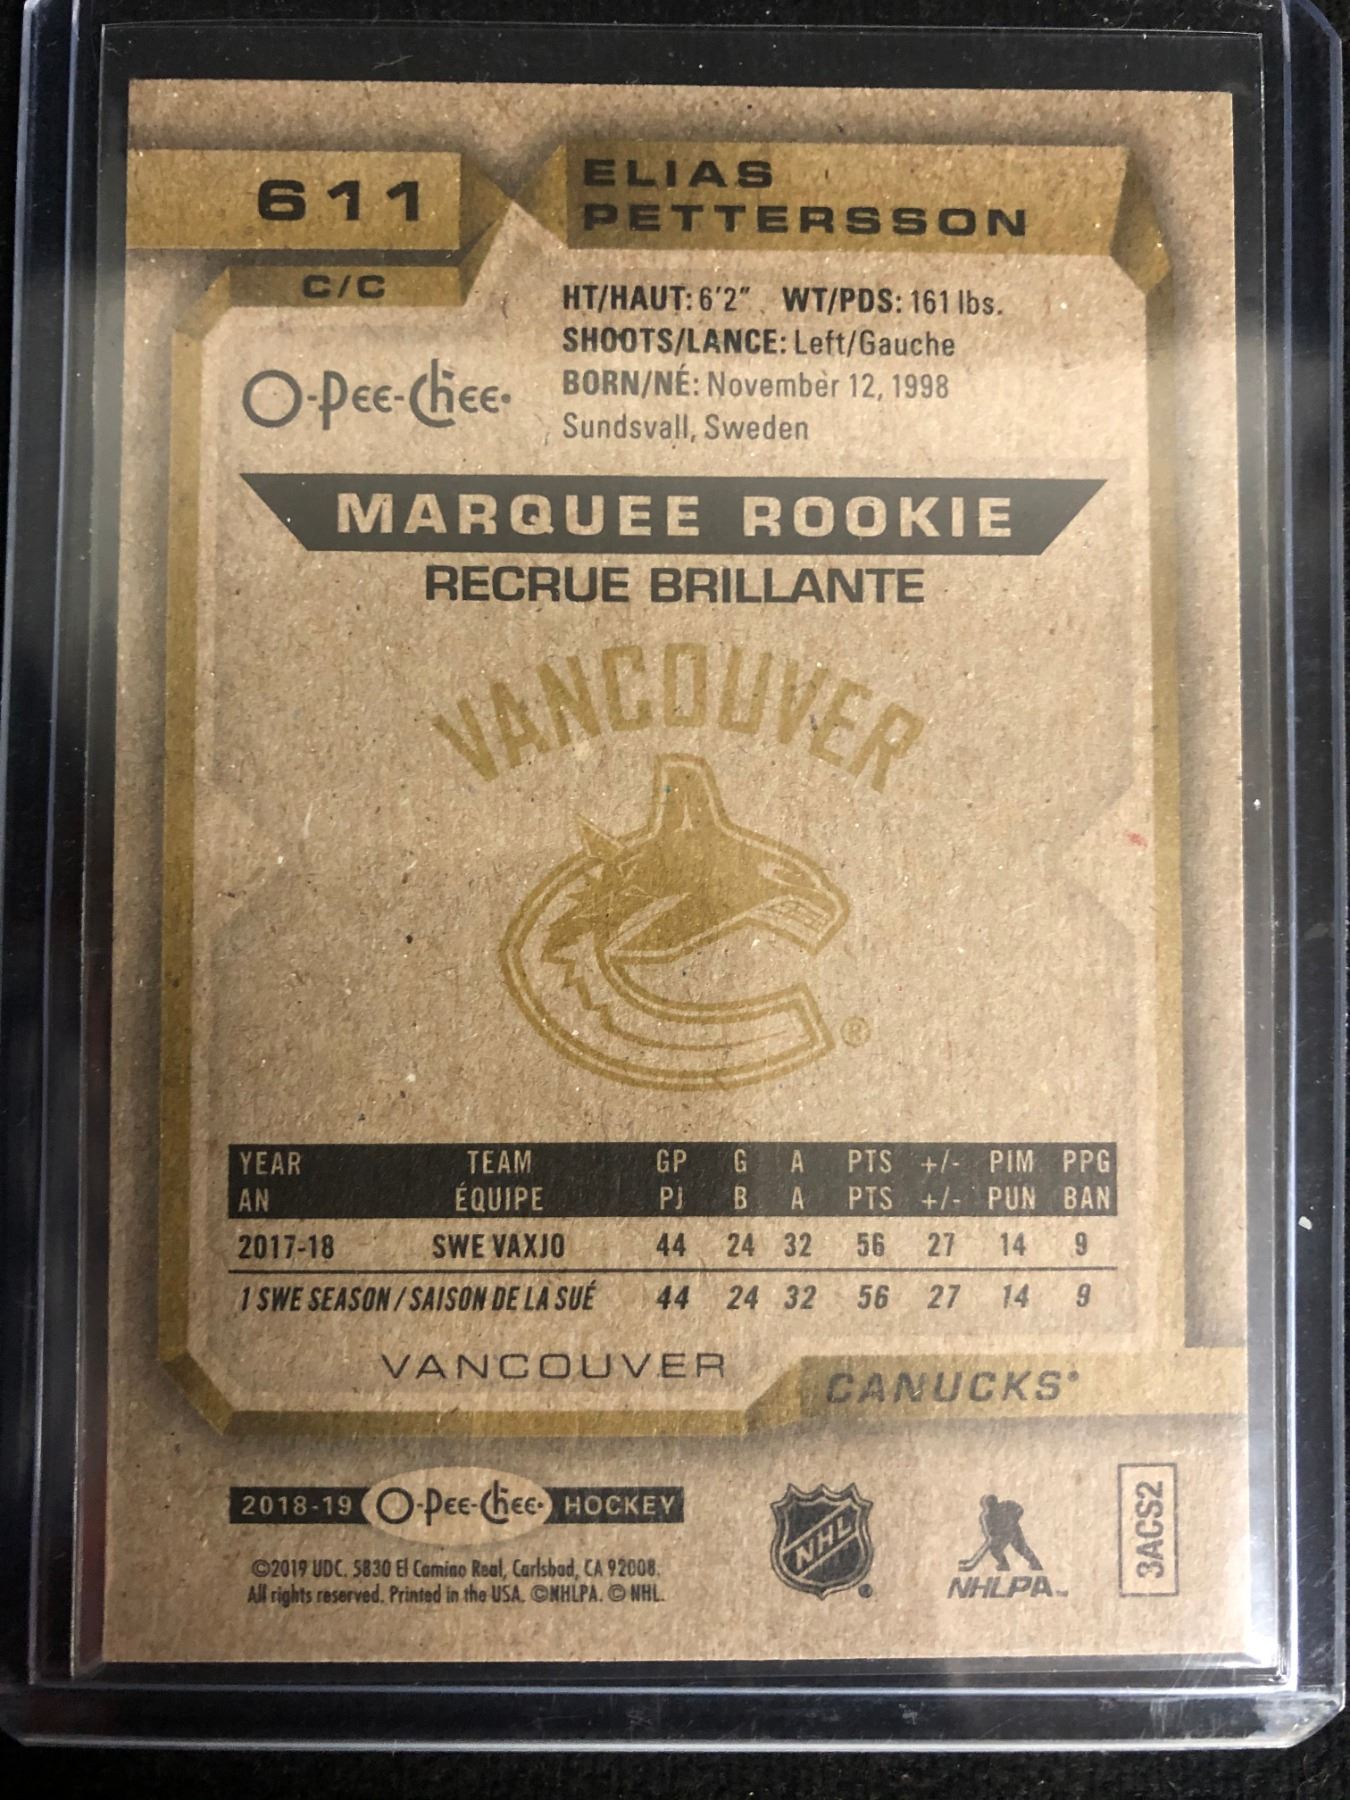 611
ELIAS
PETTERSSON
C/C
HT/HAUT: 6'2" WT/PDS: 161 lbs.
SHOOTS/LANCE: Left/Gauche
BORN/NÉ: November 12, 1998
Sundsvall, Sweden
O-Pee-Chee
MARQUEE ROOKIE
RECRUE BRILLANTE
VANCOUVER
®
YEAR TEAM GP G A PTS +/- PIM PPG
AN ÉQUIPE PJ B A PTS +/- PUN BAN
2017-18 SWE VAXJO 44 24 32 56 27 14 9
1 SWE SEASON / SAISON DE LA SUÉ 44 24 32 56 27 14 9
VANCOUVER
CANUCKS
2018-19 O-Pee-Chee HOCKEY
©2019 UDC. 5830 El Camino Real, Carlsbad, CA 92008.
All rights reserved. Printed in the USA. ©NHLPA. © NHL.
NHL
NHLPA
3ACS2